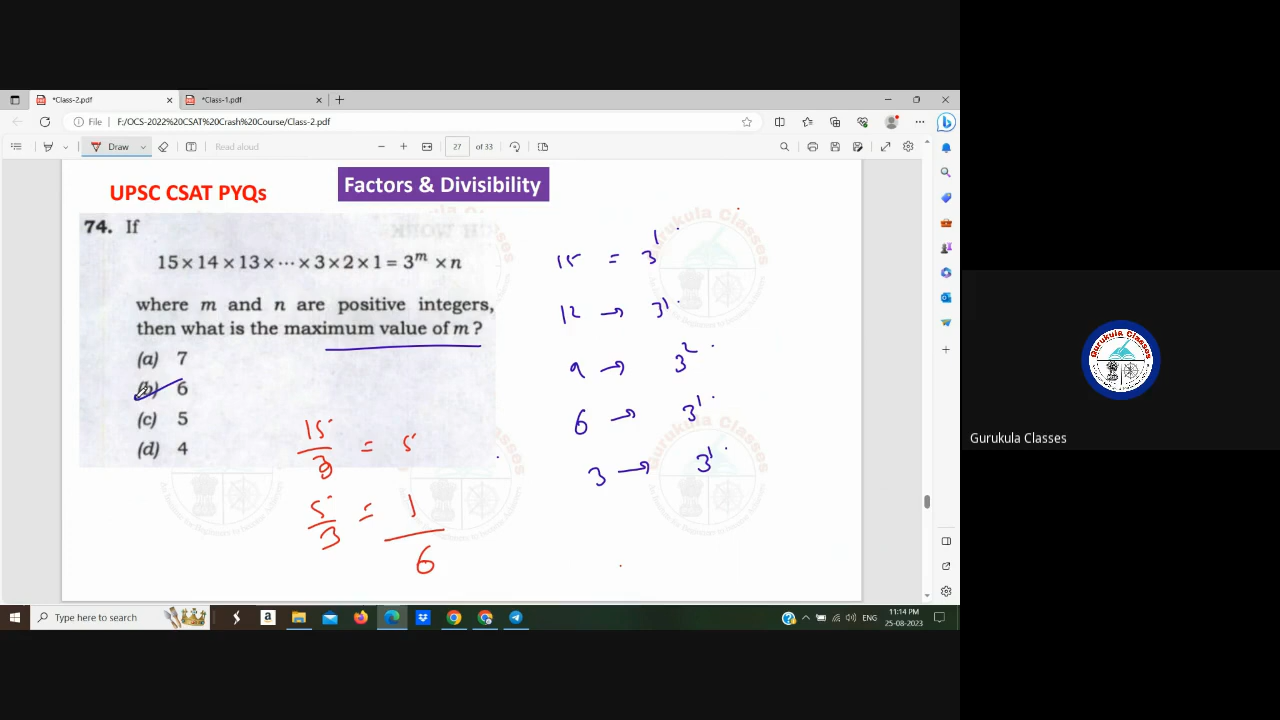 *Class-2.pdf
*Class-1.pdf
File F:/OCS-2022%20CSAT%20Crash%20Course/Class-2.pdf
Draw
Read aloud
27 of 33
UPSC CSAT PYQs
Factors & Divisibility
74. If
15×14×13×⋯×3×2×1=3^m×n
where m and n are positive integers,
then what is the maximum value of m?
(a) 7
(b) 6
(c) 5
(d) 4
15 = 3^1
12 → 3^1
9 → 3^2
6 → 3^1
3 → 3^1
15/3 = 5
5/3 = 1
6
Gurukula Classes
Gurukula Classes
Type here to search
ENG
11:14 PM
25-08-2023